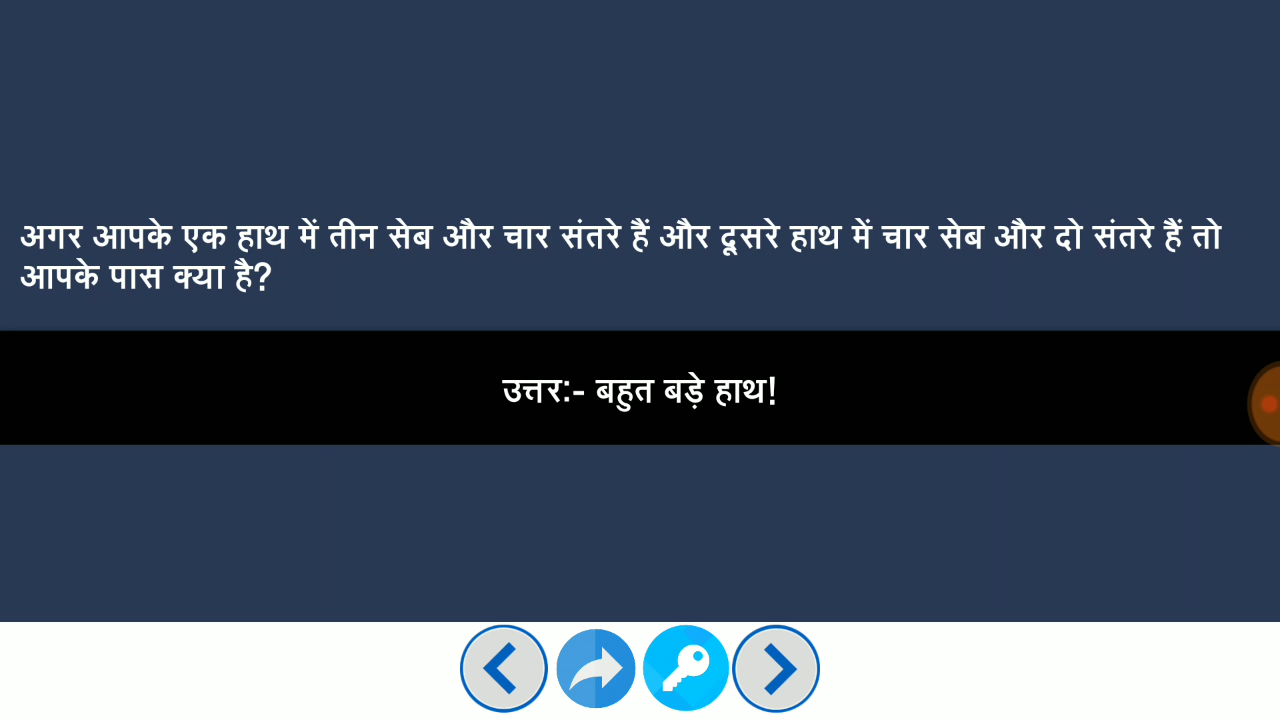 अगर आपके एक हाथ में तीन सेब और चार संतरे हैं और दूसरे हाथ में चार सेब और दो संतरे हैं तो
आपके पास क्या है?
उत्तर:- बहुत बड़े हाथ!